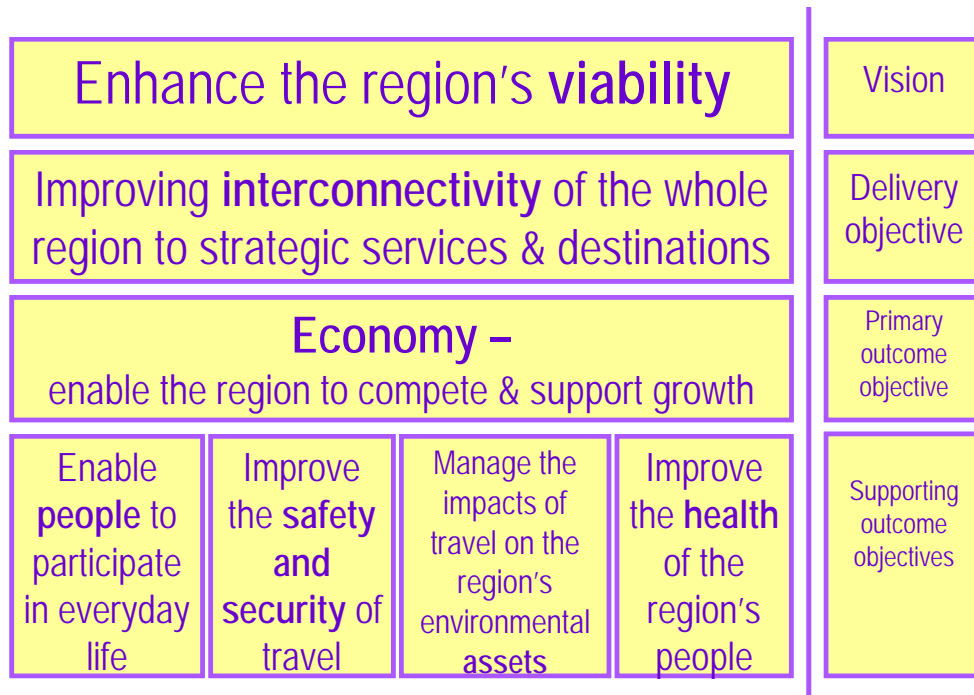 Enhance the region's viability
Vision
Improving interconnectivity of the whole
region to strategic services & destinations
Delivery
objective
Economy –
enable the region to compete & support growth
Primary
outcome
objective
Enable
people to
participate
in everyday
life
Improve
the safety
and
security of
travel
Manage the
impacts of
travel on the
region's
environmental
assets
Improve
the health
of the
region's
people
Supporting
outcome
objectives